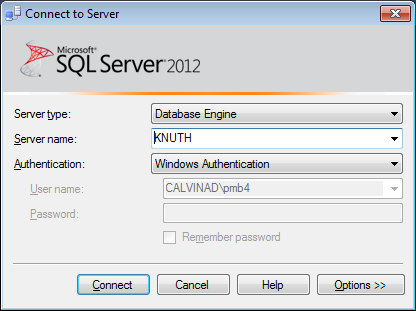 Connect to Server
Microsoft®
SQL Server® 2012
Server type: Database Engine
Server name: KNUTH
Authentication: Windows Authentication
User name: CALVINAD\pmb4
Password:
Remember password
Connect Cancel Help Options >>